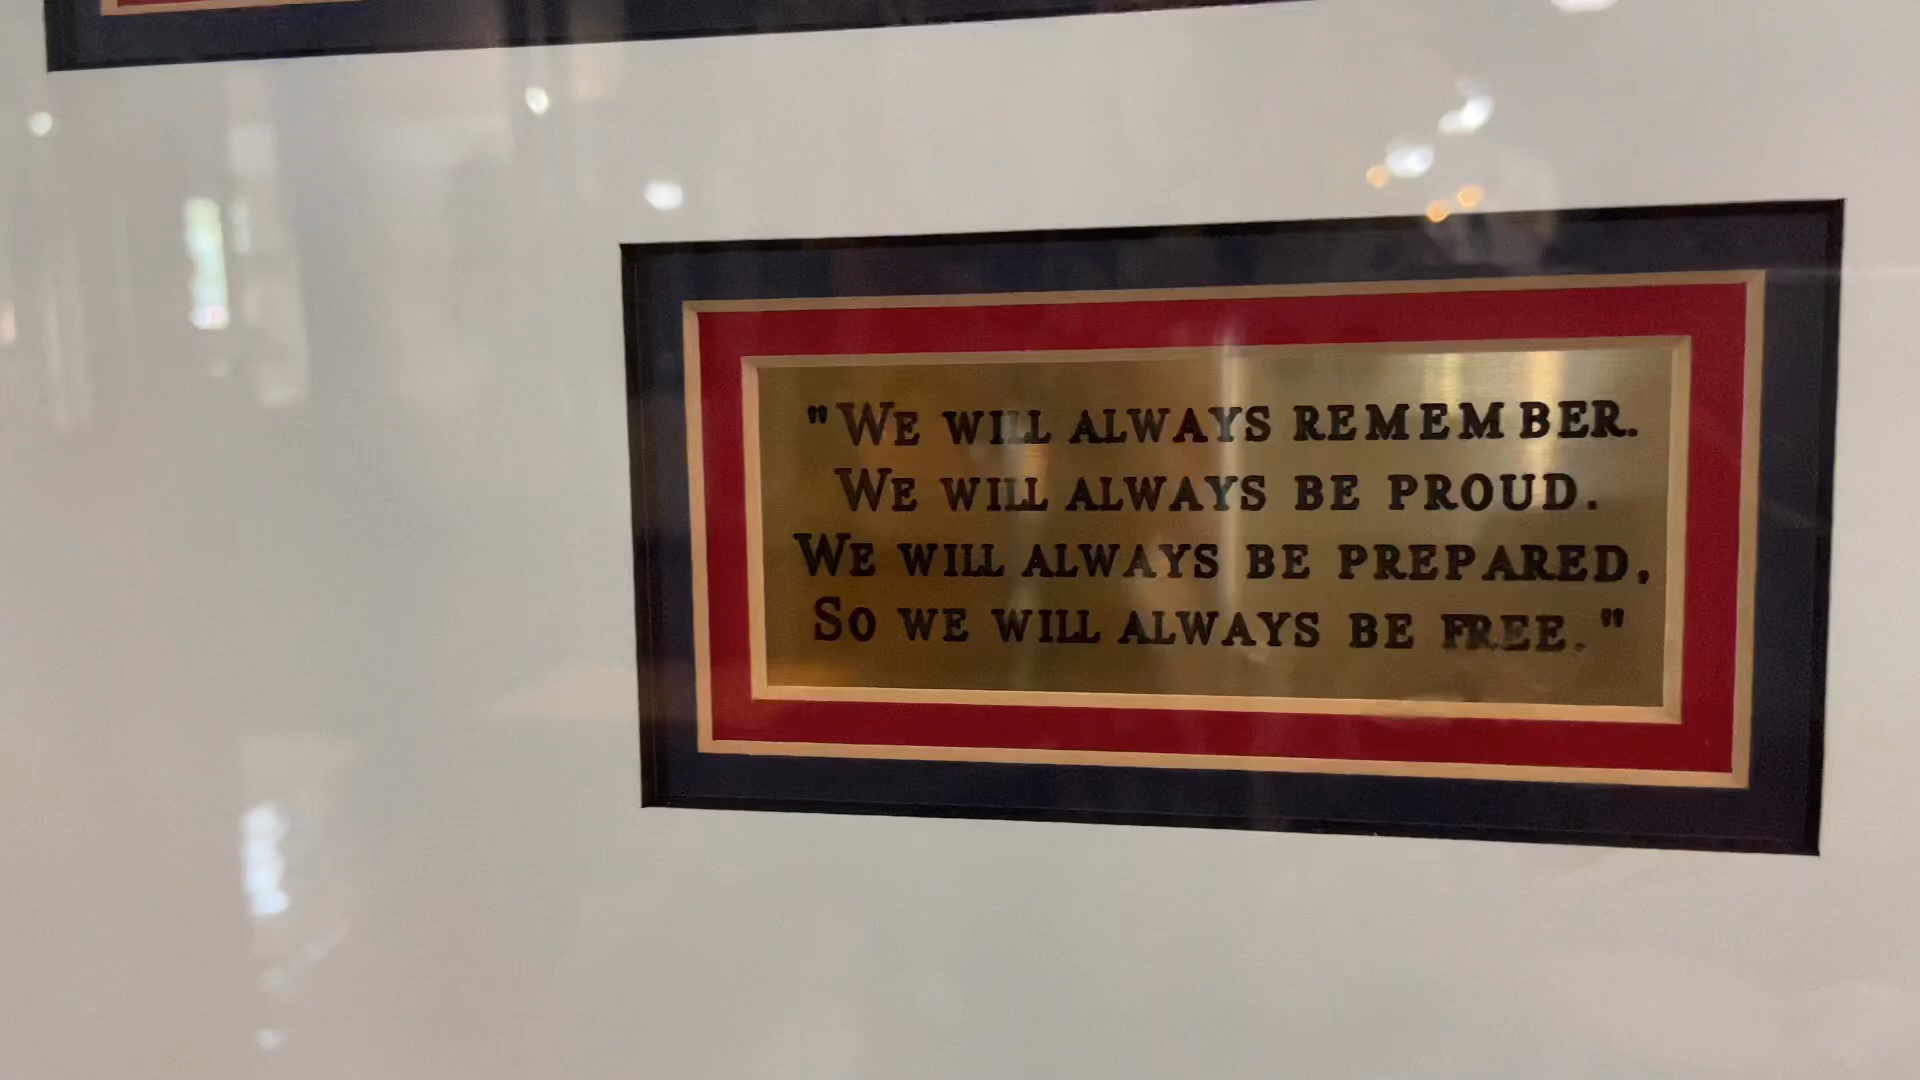 "WE WILL ALWAYS REMEMBER.
WE WILL ALWAYS BE PROUD.
WE WILL ALWAYS BE PREPARED,
SO WE WILL ALWAYS BE FREE."